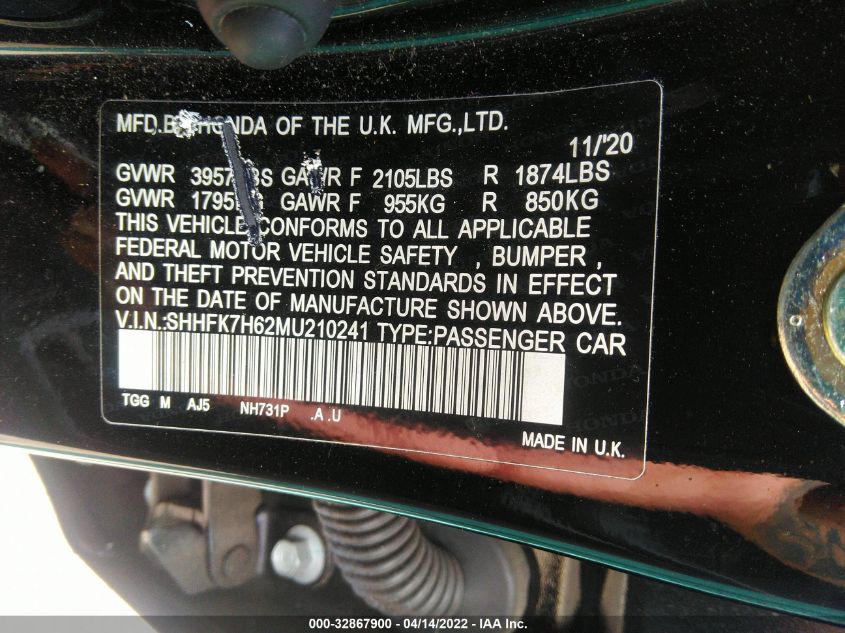 MFD.BY HONDA OF THE U.K. MFG.,LTD.
11/'20
GVWR 3957LBS GAWR F 2105LBS R 1874LBS
GVWR 1795KG GAWR F 955KG R 850KG
THIS VEHICLE CONFORMS TO ALL APPLICABLE
FEDERAL MOTOR VEHICLE SAFETY , BUMPER ,
AND THEFT PREVENTION STANDARDS IN EFFECT
ON THE DATE OF MANUFACTURE SHOWN ABOVE.
V.I.N.:SHHFK7H62MU210241 TYPE:PASSENGER CAR
TGG M AJ5 NH731P .A .U
MADE IN U.K.
000-32867900 - 04/14/2022 - IAA Inc.